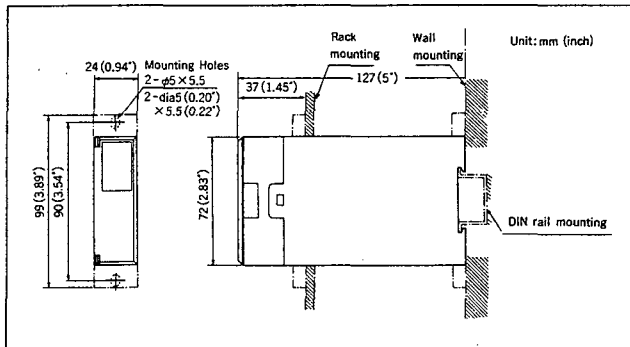 Rack mounting
Wall mounting
Unit: mm (inch)
24 (0.94")
Mounting Holes
2-φ5×5.5
2-dia5(0.20")
×5.5(0.22")
127 (5")
37 (1.45")
99 (3.89")
90 (3.54")
72 (2.83")
DIN rail mounting